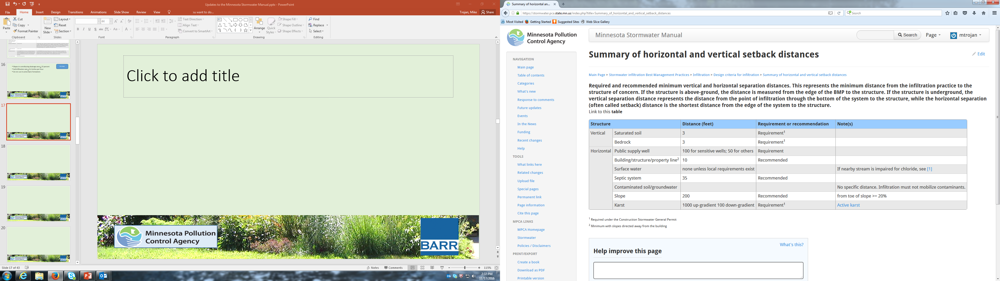 Updates to the Minnesota Stormwater Manual.pptx - PowerPoint
File Home Insert Design Transitions Animations Slide Show Review View ou want to do... Trojan, Mike Share
Paste
Cut
Copy
Format Painter
Clipboard
New
Slide
Layout
Reset
Section
Slides
44
B I U S abc AV Aa A
Font
Text Direction
Align Text
Convert to SmartArt
Paragraph
Arrange
Quick
Styles
Shape Fill
Shape Outline
Shape Effects
Drawing
Find
Replace
Select
Editing
16
• Slopes in contributing drainage area < 15 percent
• Soil infiltration rate > 0.2 inches per hour
• Do not use in active karst formations
17
18
19
20
Click to add title
Minnesota Pollution
Control Agency
BARR
Slide 17 of 43
Notes Comments 115%
2:37 PM
11/17/2016
Summary of horizontal an...
https://stormwater.pca.state.mn.us/index.php?title=Summary_of_horizontal_and_vertical_setback_distances
Search
Most Visited Getting Started Suggested Sites Web Slice Gallery
Minnesota Pollution
Control Agency
Minnesota Stormwater Manual
Search Page mtrojan
NAVIGATION
Main page
Table of contents
Categories
What's new
Response to comments
Future updates
Events
In the News
Funding
Recent changes
Help
TOOLS
What links here
Related changes
Upload file
Special pages
Permanent link
Page information
Cite this page
MPCA LINKS
MPCA Homepage
Stormwater
Policies / Disclaimers
PRINT/EXPORT
Create a book
Download as PDF
Printable version
Summary of horizontal and vertical setback distances
Edit
Main Page > Stormwater infiltration Best Management Practices > Infiltration > Design criteria for infiltration > Summary of horizontal and vertical setback distances
Required and recommended minimum vertical and horizontal separation distances. This represents the minimum distance from the infiltration practice to the
structure of concern. If the structure is above-ground, the distance is measured from the edge of the BMP to the structure. If the structure is underground, the
vertical separation distance represents the distance from the point of infiltration through the bottom of the system to the structure, while the horizontal separation
(often called setback) distance is the shortest distance from the edge of the system to the structure.
Link to this table
Structure Distance (feet) Requirement or recommendation Note(s)
Vertical Saturated soil 3 Requirement1
Bedrock 3 Requirement1
Horizontal Public supply well 100 for sensitive wells; 50 for others Requirement
Building/structure/property line2 10 Recommended
Surface water none unless local requirements exist If nearby stream is impaired for chloride, see [1]
Septic system 35 Recommended
Contaminated soil/groundwater No specific distance. Infiltration must not mobilize contaminants.
Slope 200 Recommended from toe of slope >= 20%
Karst 1000 up-gradient 100 down-gradient Requirement1 Active karst
1 Required under the Construction Stormwater General Permit
2 Minimum with slopes directed away from the building
What's this?
Help improve this page